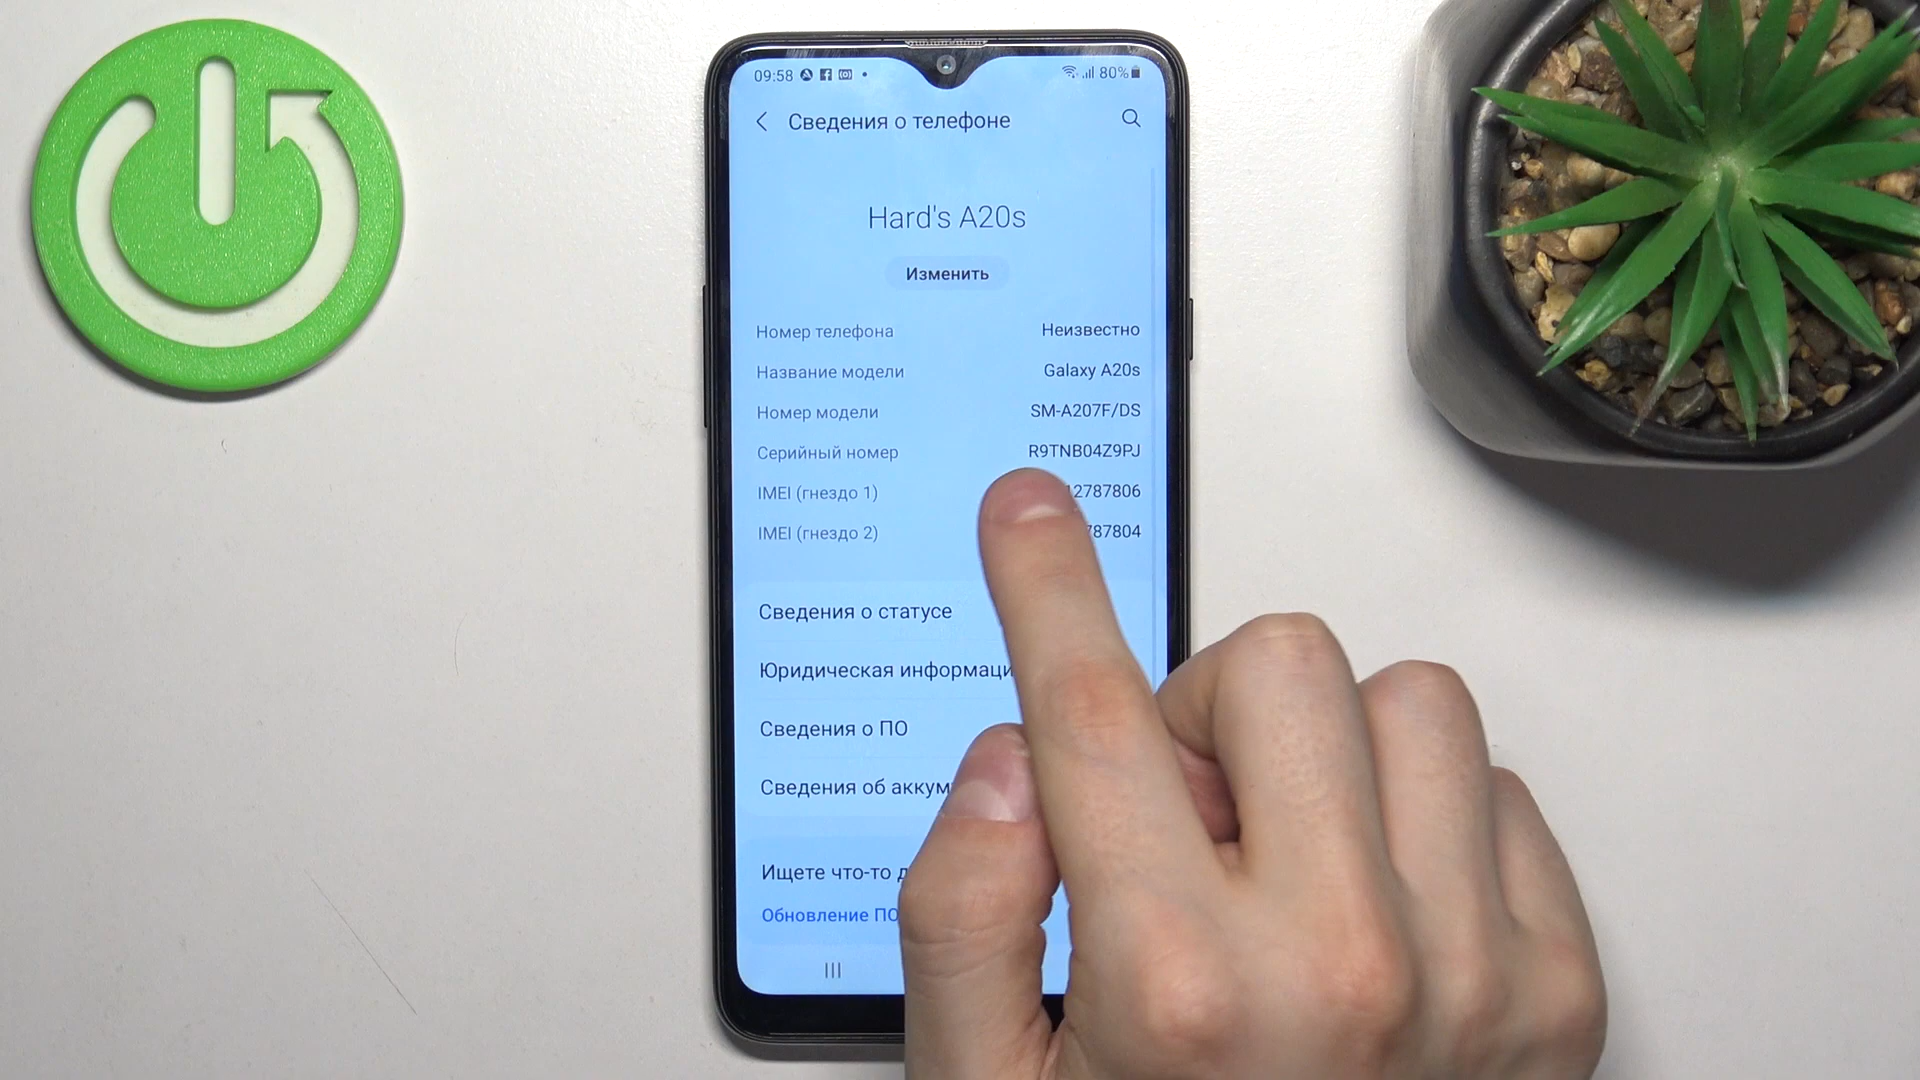 09:58 80%
Сведения о телефоне
Hard's A20s
Изменить
Номер телефона Неизвестно
Название модели Galaxy A20s
Номер модели SM-A207F/DS
Серийный номер R9TNB04Z9PJ
IMEI (гнездо 1) 12787806
IMEI (гнездо 2) 787804
Сведения о статусе
Юридическая информаци
Сведения о ПО
Сведения об аккум
Ищете что-то д
Обновление ПО